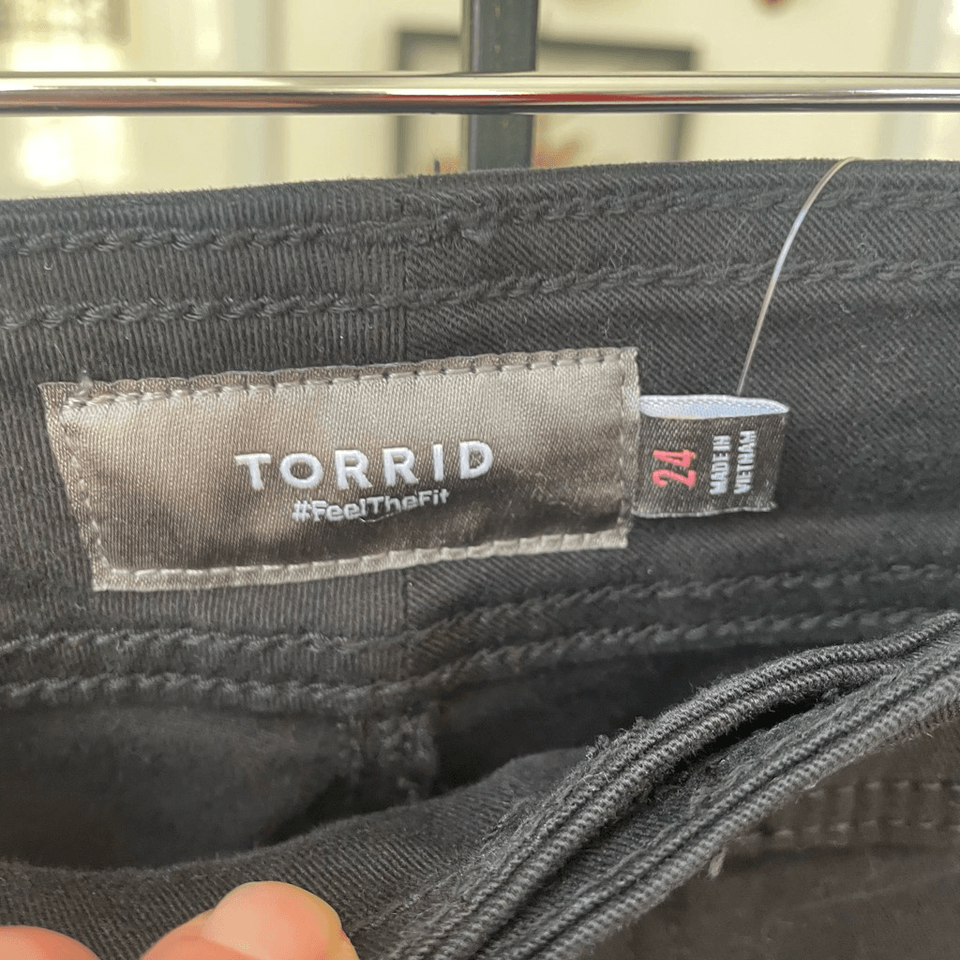 TORRID
#FeelTheFit
24
MADE IN
VIETNAM